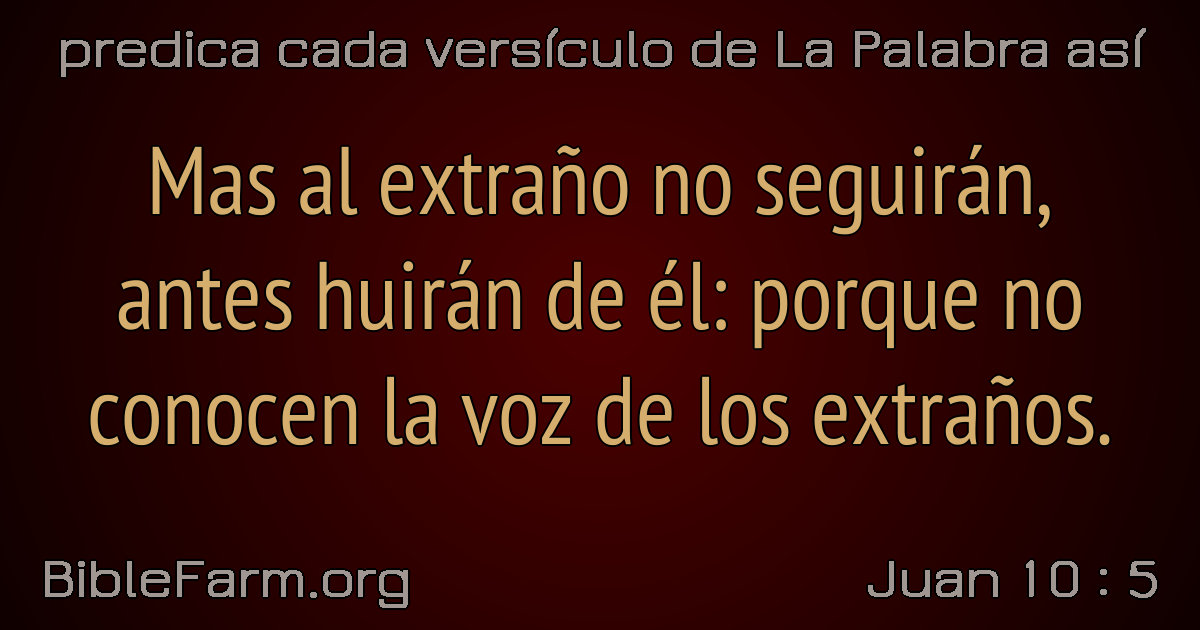 predica cada versículo de La Palabra así
Mas al extraño no seguirán,
antes huirán de él: porque no
conocen la voz de los extraños.
BibleFarm.org
Juan 10 : 5